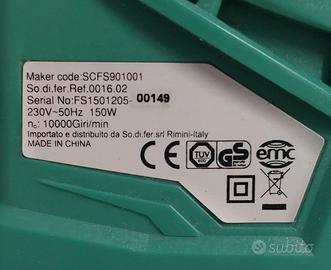 Maker code:SCFS901001
So.di.fer.Ref.0016.02
Serial No:FS1501205-00149
230V~50Hz 150W
n₀: 10000Giri/min
Importato e distribuito da So.di.fer.srl Rimini-Italy
MADE IN CHINA
TÜV
GS
emc
subito